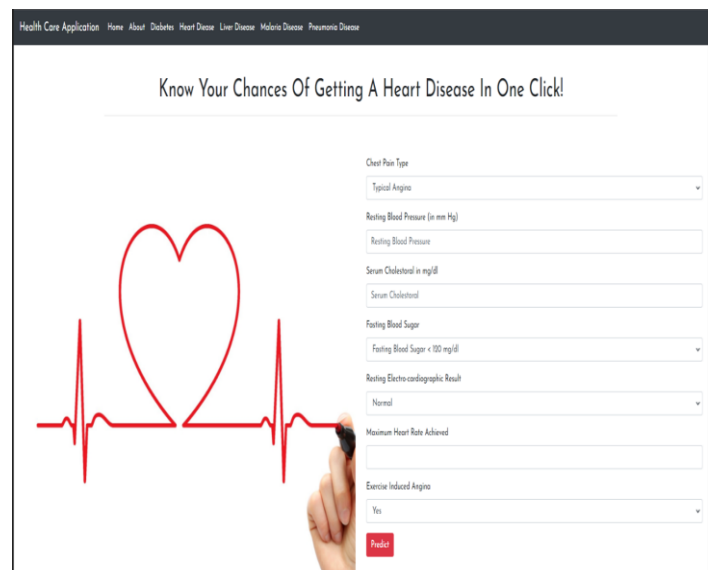 Health Care Application Home About Diabetes Heart Diease Liver Disease Malaria Disease Pneumonia Disease
Know Your Chances Of Getting A Heart Disease In One Click!
Chest Pain Type
Typical Angina
Resting Blood Pressure (in mm Hg)
Resting Blood Pressure
Serum Cholestoral in mg/dl
Serum Cholestoral
Fasting Blood Sugar
Fasting Blood Sugar < 120 mg/dl
Resting Electro-cardiographic Result
Normal
Maximum Heart Rate Achieved
Exercise Induced Angina
Yes
Predict